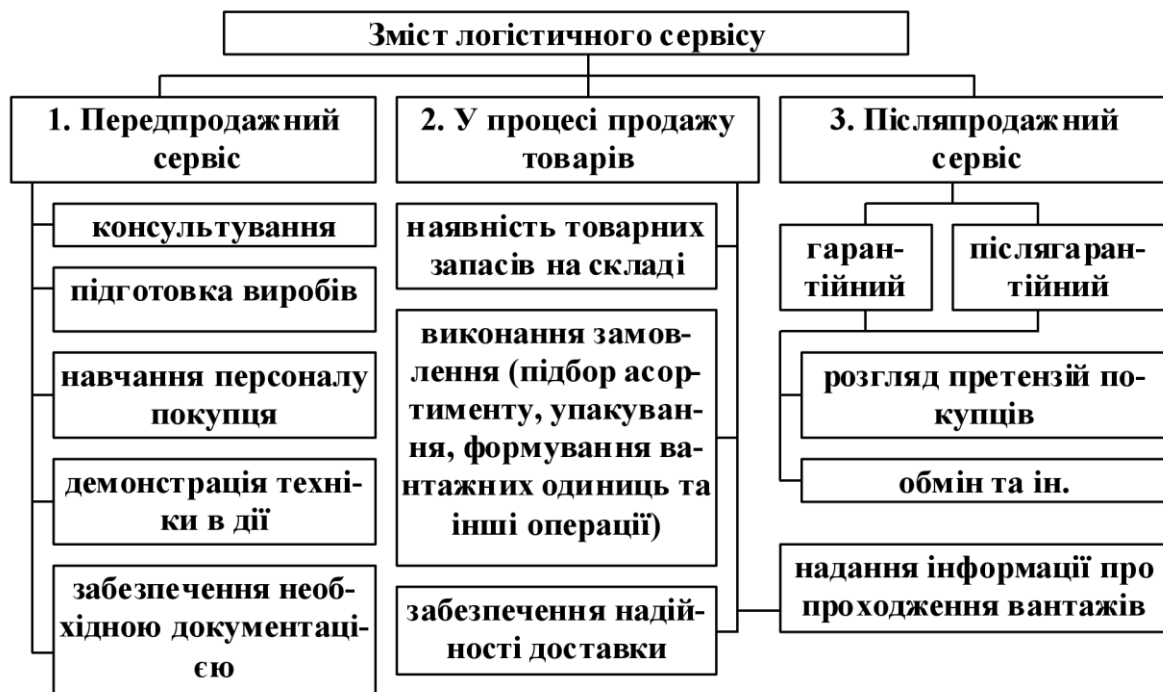 Зміст логістичного сервісу
1. Передпродажний
сервіс
консультування
підготовка виробів
навчання персоналу
покупця
демонстрація техні-
ки в дії
забезпечення необ-
хідною документаці-
єю
2. У процесі продажу
товарів
наявність товарних
запасів на складі
виконання замов-
лення (підбор асор-
тименту, упакуван-
ня, формування ва-
нтажних одиниць та
інші операції)
забезпечення надій-
ності доставки
надання інформації про
проходження вантажів
3. Післяпродажний
сервіс
гаран-
тійний
післягаран-
тійний
розгляд претензій по-
купців
обмін та ін.